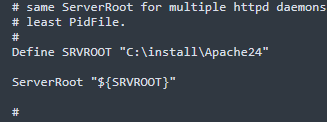 # same ServerRoot for multiple httpd daemons
# least PidFile.
#
Define SRVROOT "C:\install\Apache24"
ServerRoot "${SRVROOT}"
#